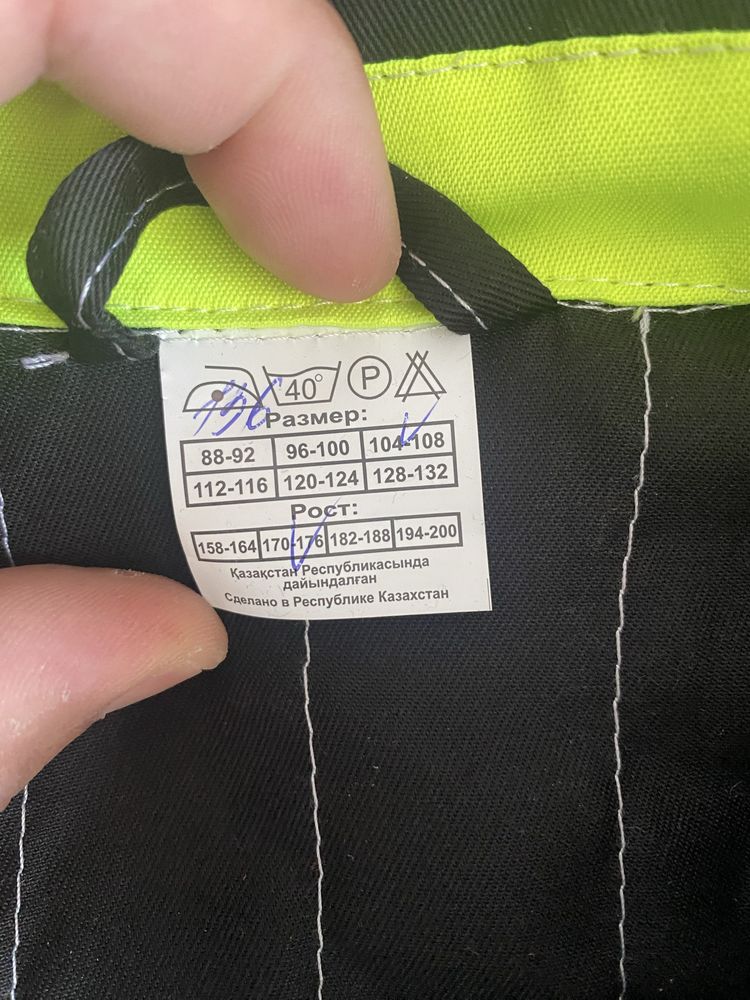 40° P
Размер:
88-92 96-100 104-108
112-116 120-124 128-132
Рост:
158-164 170-176 182-188 194-200
Қазақстан Республикасында
дайындалған
Сделано в Республике Казахстан